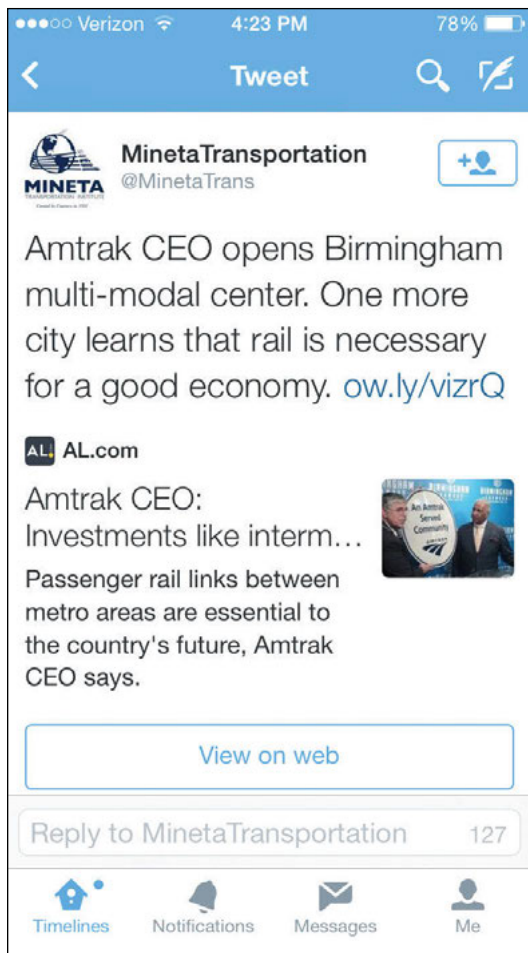 Verizon 4:23 PM 78%
Tweet
MINETA
TRANSPORTATION INSTITUTE
MinetaTransportation
@MinetaTrans
Amtrak CEO opens Birmingham
multi-modal center. One more
city learns that rail is necessary
for a good economy. ow.ly/vizrQ
AL AL.com
Amtrak CEO:
Investments like interm...
Passenger rail links between
metro areas are essential to
the country's future, Amtrak
CEO says.
BIRMINGHAM
An Amtrak
Served
Community
View on web
Reply to MinetaTransportation 127
Timelines Notifications Messages Me